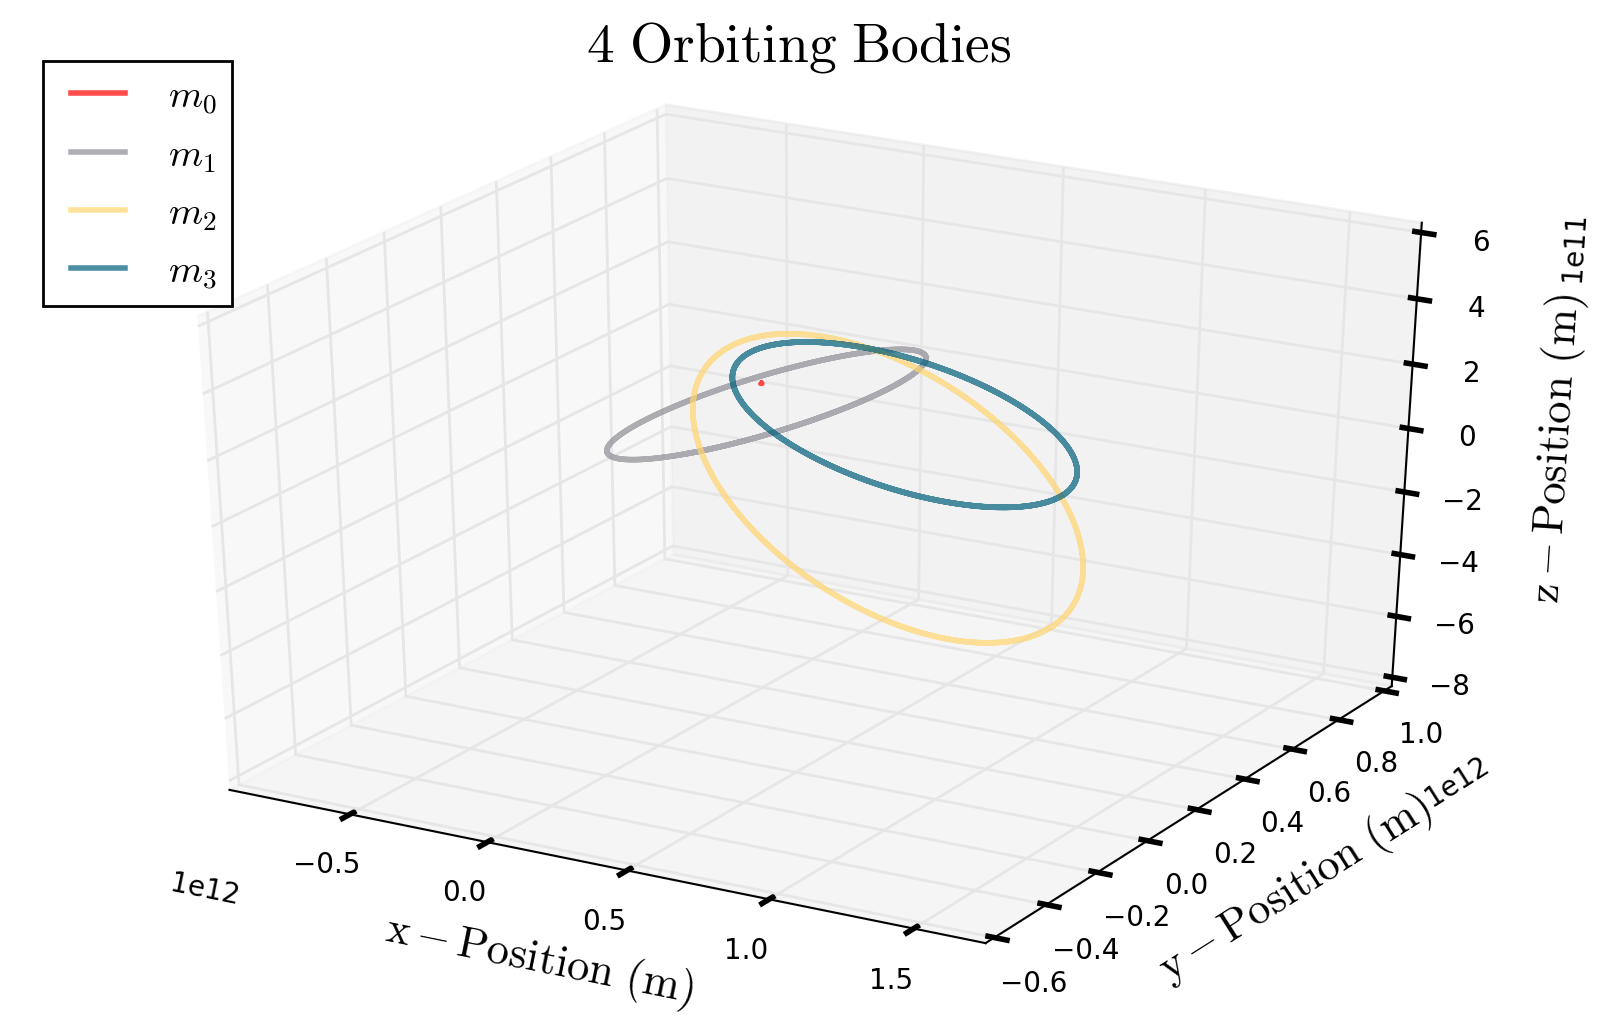 4 Orbiting Bodies
m₀
m₁
m₂
m₃
6
4
2
0
−2
−4
−6
−8
z − Position (m)
1e11
−0.5
0.0
0.5
1.0
1.5
1e12
x − Position (m)
−0.6
−0.4
−0.2
0.0
0.2
0.4
0.6
0.8
1.0
y − Position (m)
1e12